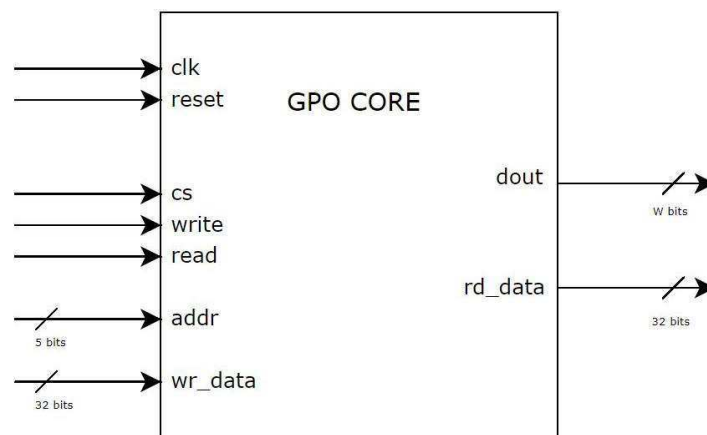 clk
reset
GPO CORE
cs
write
read
dout
W bits
rd_data
32 bits
addr
5 bits
wr_data
32 bits